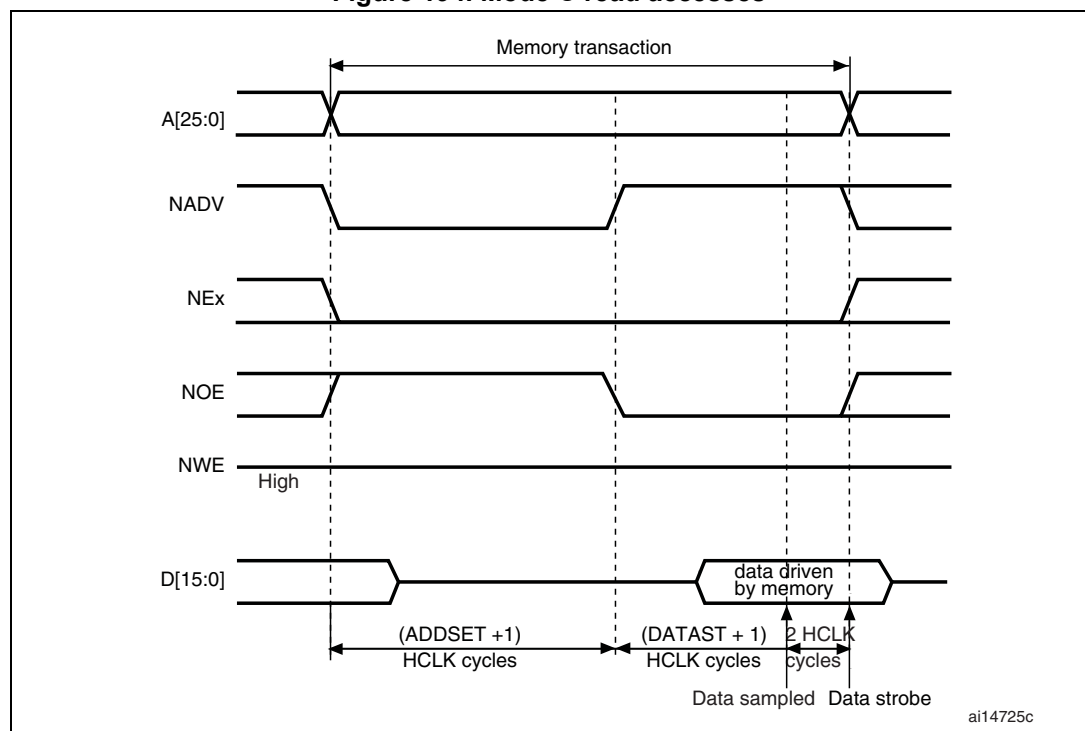 Memory transaction
A[25:0]
NADV
NEx
NOE
NWE
High
D[15:0]
data driven
by memory
(ADDSET +1)
HCLK cycles
(DATAST + 1)
HCLK cycles
2 HCLK
cycles
Data sampled
Data strobe
ai14725c